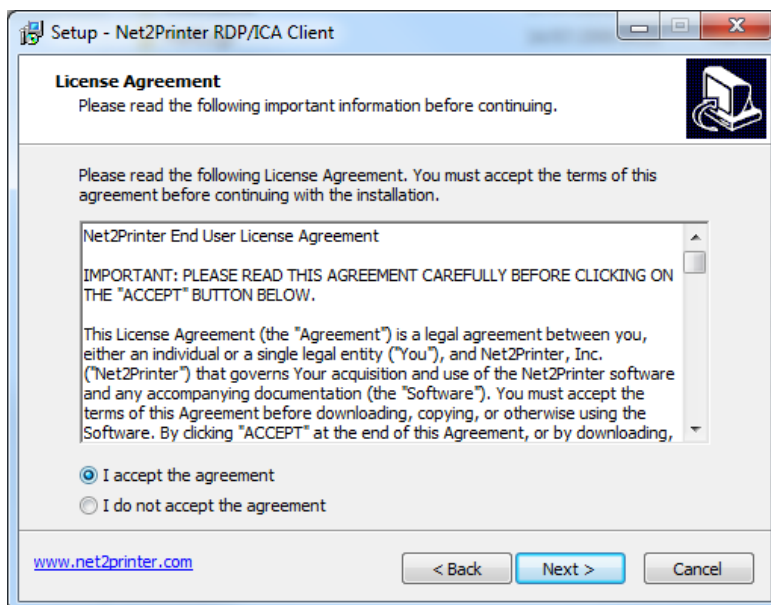 Setup - Net2Printer RDP/ICA Client
License Agreement
Please read the following important information before continuing.
Please read the following License Agreement. You must accept the terms of this
agreement before continuing with the installation.
Net2Printer End User License Agreement
IMPORTANT: PLEASE READ THIS AGREEMENT CAREFULLY BEFORE CLICKING ON
THE "ACCEPT" BUTTON BELOW.
This License Agreement (the "Agreement") is a legal agreement between you,
either an individual or a single legal entity ("You"), and Net2Printer, Inc.
("Net2Printer") that governs Your acquisition and use of the Net2Printer software
and any accompanying documentation (the "Software"). You must accept the
terms of this Agreement before downloading, copying, or otherwise using the
Software. By clicking "ACCEPT" at the end of this Agreement, or by downloading,
I accept the agreement
I do not accept the agreement
www.net2printer.com
< Back
Next >
Cancel